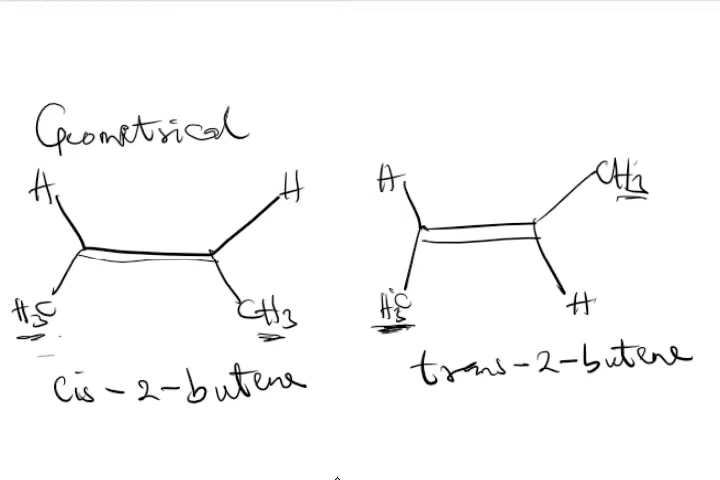 Geometrical
H H
H CH3
H3C CH3
H3C H
cis-2-butene
trans-2-butene